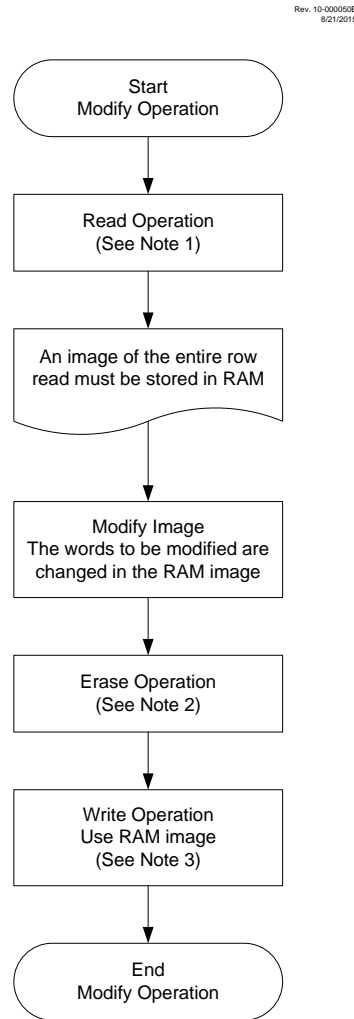 Rev. 10-000050B
8/21/2015
Start
Modify Operation
Read Operation
(See Note 1)
An image of the entire row
read must be stored in RAM
Modify Image
The words to be modified are
changed in the RAM image
Erase Operation
(See Note 2)
Write Operation
Use RAM image
(See Note 3)
End
Modify Operation